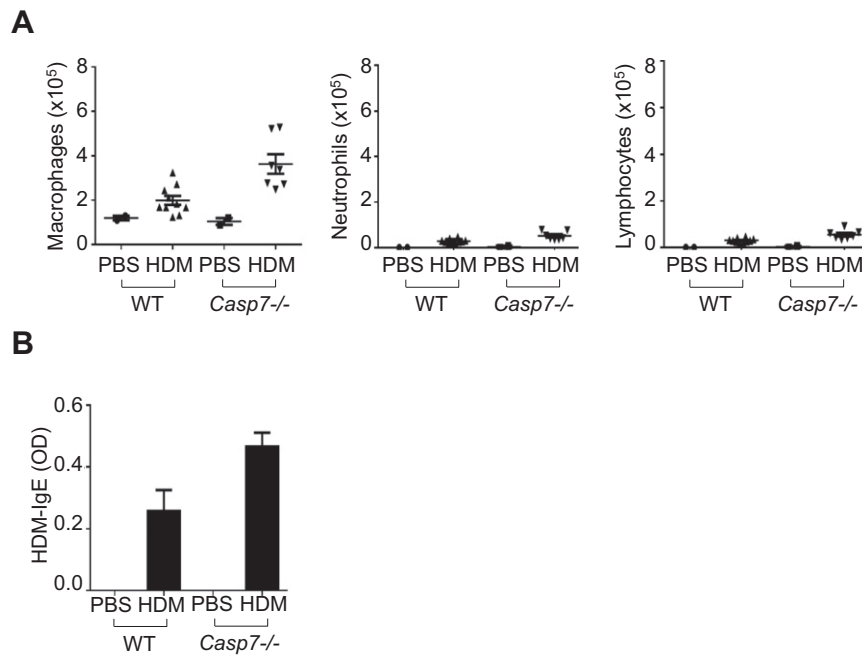 A
Macrophages (x10⁵)
8
6
4
2
0
PBS HDM PBS HDM
WT Casp7-/-
Neutrophils (x10⁵)
8
6
4
2
0
PBS HDM PBS HDM
WT Casp7-/-
Lymphocytes (x10⁵)
8
6
4
2
0
PBS HDM PBS HDM
WT Casp7-/-
B
HDM-IgE (OD)
0.6
0.4
0.2
0.0
PBS HDM PBS HDM
WT Casp7-/-